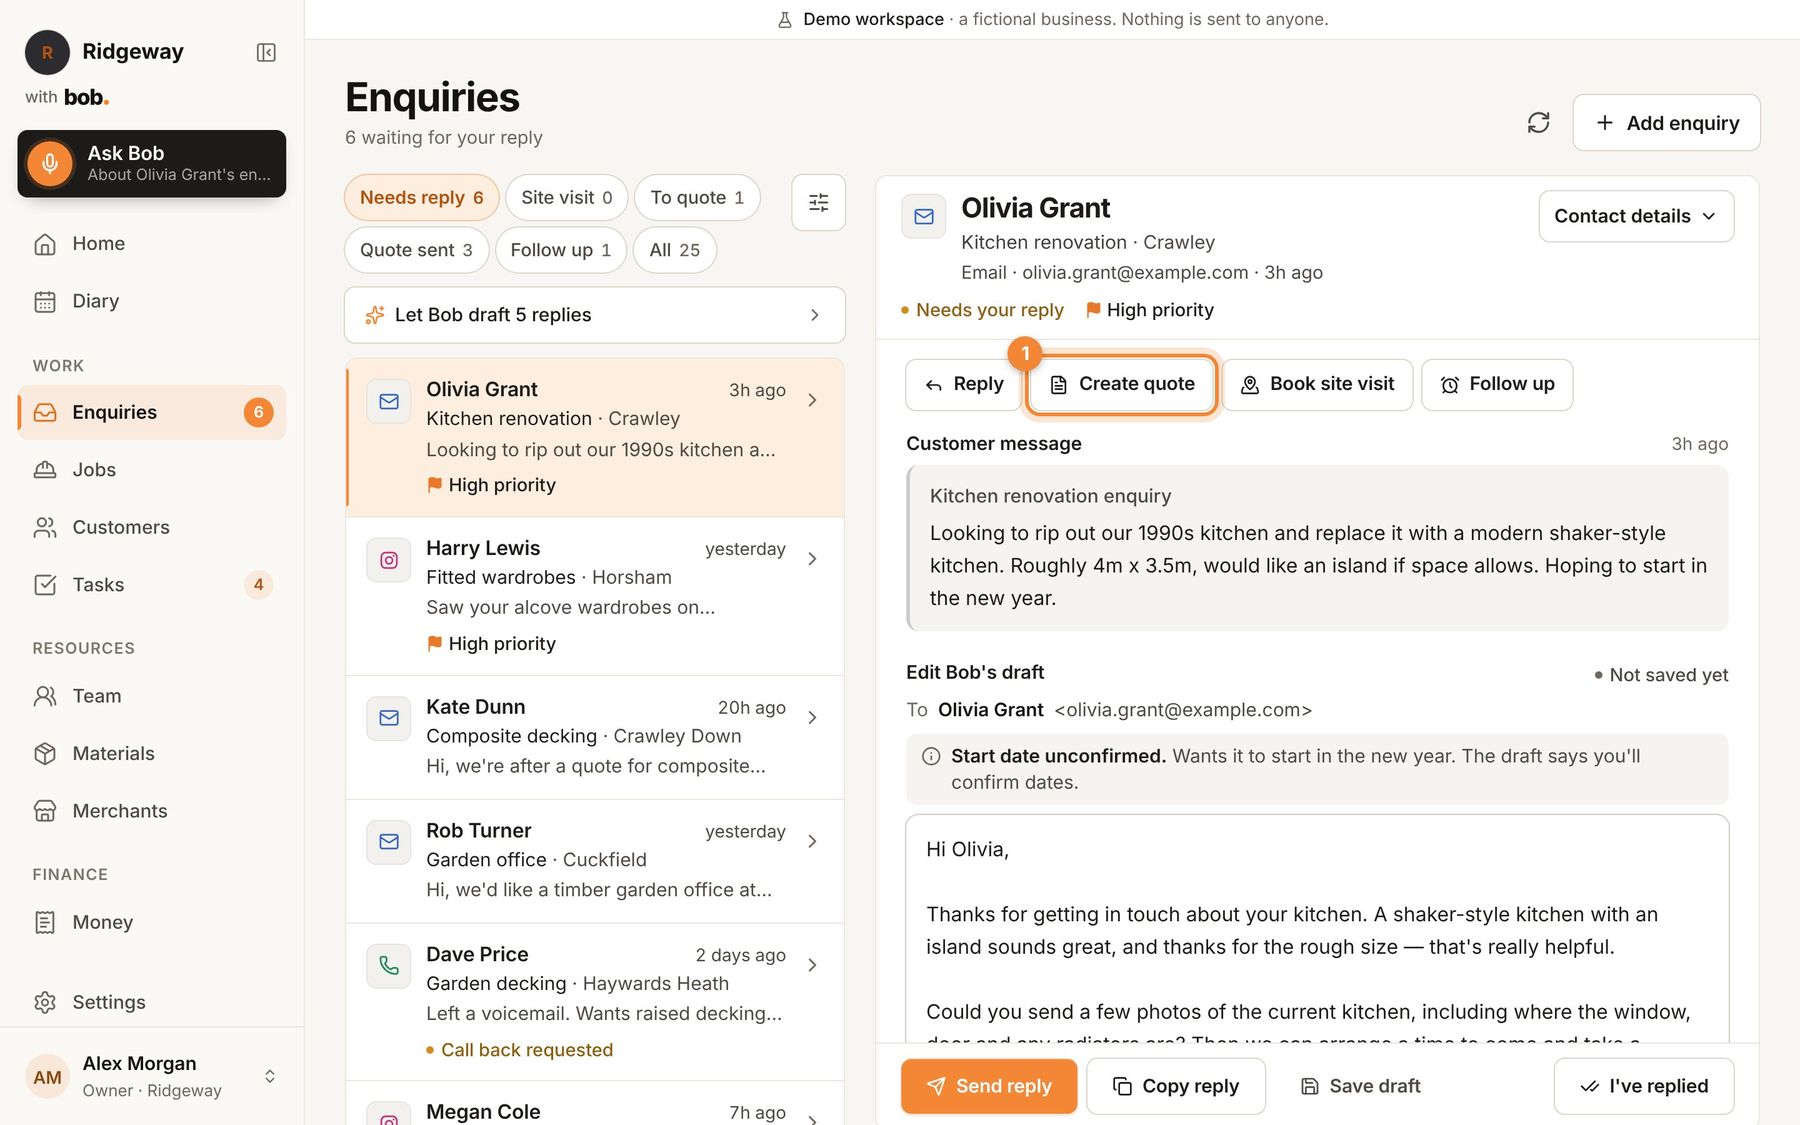 Demo workspace · a fictional business. Nothing is sent to anyone.
R
Ridgeway
with bob.
Ask Bob
About Olivia Grant's en...
Home
Diary
WORK
Enquiries 6
Jobs
Customers
Tasks 4
RESOURCES
Team
Materials
Merchants
FINANCE
Money
Settings
AM
Alex Morgan
Owner · Ridgeway
Enquiries
6 waiting for your reply
Add enquiry
Needs reply 6
Site visit 0
To quote 1
Quote sent 3
Follow up 1
All 25
Let Bob draft 5 replies
Olivia Grant 3h ago
Kitchen renovation · Crawley
Looking to rip out our 1990s kitchen a...
High priority
Harry Lewis yesterday
Fitted wardrobes · Horsham
Saw your alcove wardrobes on...
High priority
Kate Dunn 20h ago
Composite decking · Crawley Down
Hi, we're after a quote for composite...
Rob Turner yesterday
Garden office · Cuckfield
Hi, we'd like a timber garden office at...
Dave Price 2 days ago
Garden decking · Haywards Heath
Left a voicemail. Wants raised decking...
Call back requested
Megan Cole 7h ago
Olivia Grant
Kitchen renovation · Crawley
Email · olivia.grant@example.com · 3h ago
Contact details
Needs your reply
High priority
1
Reply
Create quote
Book site visit
Follow up
Customer message 3h ago
Kitchen renovation enquiry
Looking to rip out our 1990s kitchen and replace it with a modern shaker-style
kitchen. Roughly 4m x 3.5m, would like an island if space allows. Hoping to start in
the new year.
Edit Bob's draft
Not saved yet
To Olivia Grant <olivia.grant@example.com>
Start date unconfirmed. Wants it to start in the new year. The draft says you'll
confirm dates.
Hi Olivia,
Thanks for getting in touch about your kitchen. A shaker-style kitchen with an
island sounds great, and thanks for the rough size — that's really helpful.
Could you send a few photos of the current kitchen, including where the window,
door and any radiators are? Then we can arrange a time to come and take a
Send reply
Copy reply
Save draft
I've replied